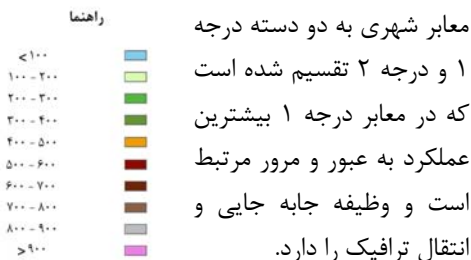 معابر شهری به دو دسته درجه
۱ و درجه ۲ تقسیم شده است
که در معابر درجه ۱ بیشترین
عملکرد به عبور و مرور مرتبط
است و وظیفه جابه جایی و
انتقال ترافیک را دارد.
راهنما
<۱۰۰
۱۰۰ - ۲۰۰
۲۰۰ - ۳۰۰
۳۰۰ - ۴۰۰
۴۰۰ - ۵۰۰
۵۰۰ - ۶۰۰
۶۰۰ - ۷۰۰
۷۰۰ - ۸۰۰
۸۰۰ - ۹۰۰
>۹۰۰